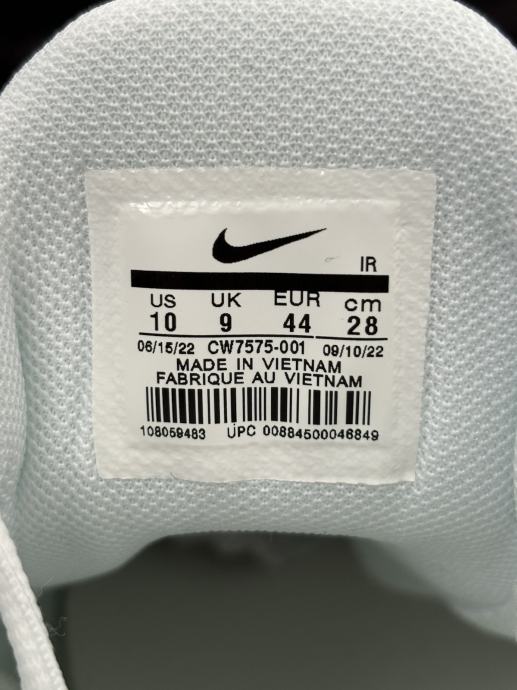 IR
US UK EUR cm
10 9 44 28
06/15/22 CW7575-001 09/10/22
MADE IN VIETNAM
FABRIQUE AU VIETNAM
108059483 UPC 00884500046849